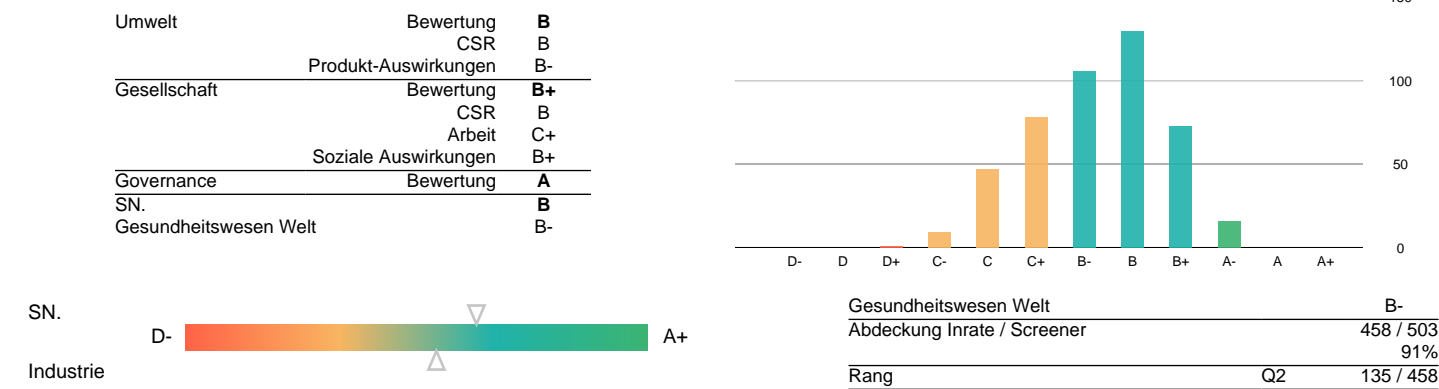 Umwelt Bewertung B
CSR B
Produkt-Auswirkungen B-
Gesellschaft Bewertung B+
CSR B
Arbeit C+
Soziale Auswirkungen B+
Governance Bewertung A
SN. B
Gesundheitswesen Welt B-
100
50
0
D- D D+ C- C C+ B- B B+ A- A A+
SN.
D- A+
Industrie
Gesundheitswesen Welt B-
Abdeckung Inrate / Screener 458 / 503
91%
Rang Q2 135 / 458